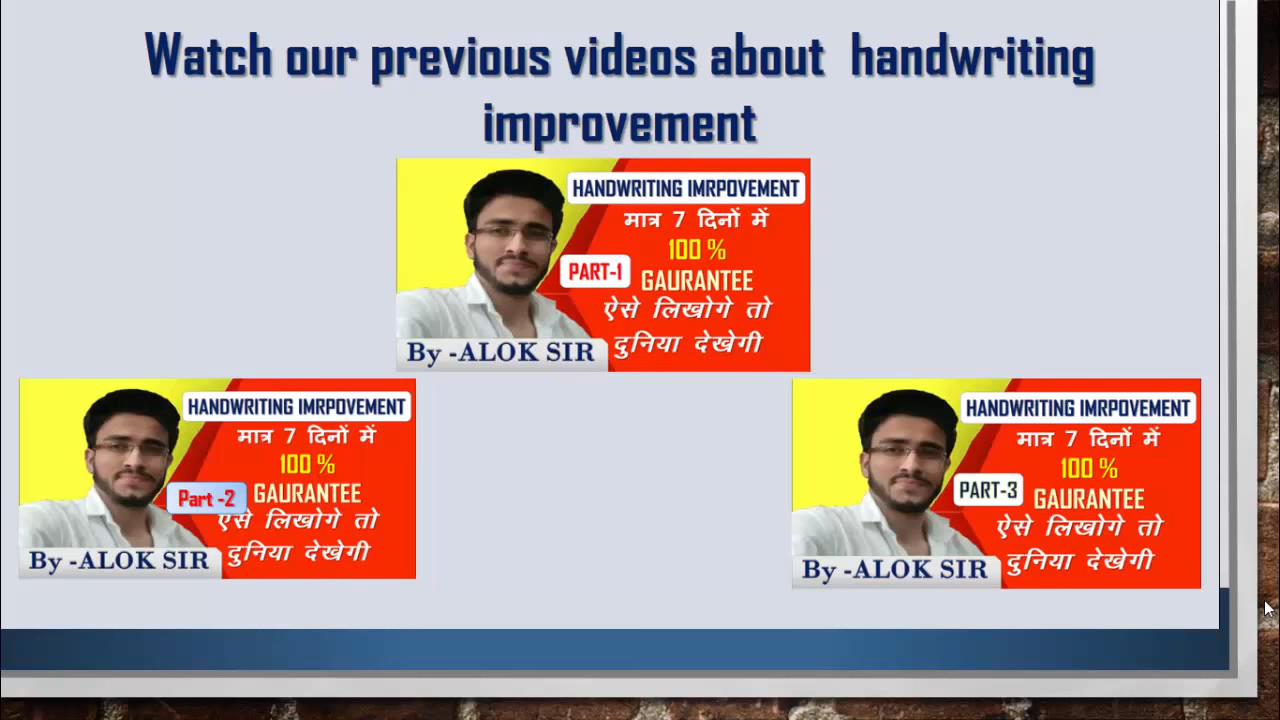 Watch our previous videos about handwriting
improvement
HANDWRITING IMRPOVEMENT
मात्र 7 दिनों में
100 %
PART-1
GAURANTEE
ऐसे लिखोगे तो
दुनिया देखेगी
By -ALOK SIR
HANDWRITING IMRPOVEMENT
मात्र 7 दिनों में
100 %
Part -2
GAURANTEE
ऐसे लिखोगे तो
दुनिया देखेगी
By -ALOK SIR
HANDWRITING IMRPOVEMENT
मात्र 7 दिनों में
100 %
PART-3
GAURANTEE
ऐसे लिखोगे तो
दुनिया देखेगी
By -ALOK SIR